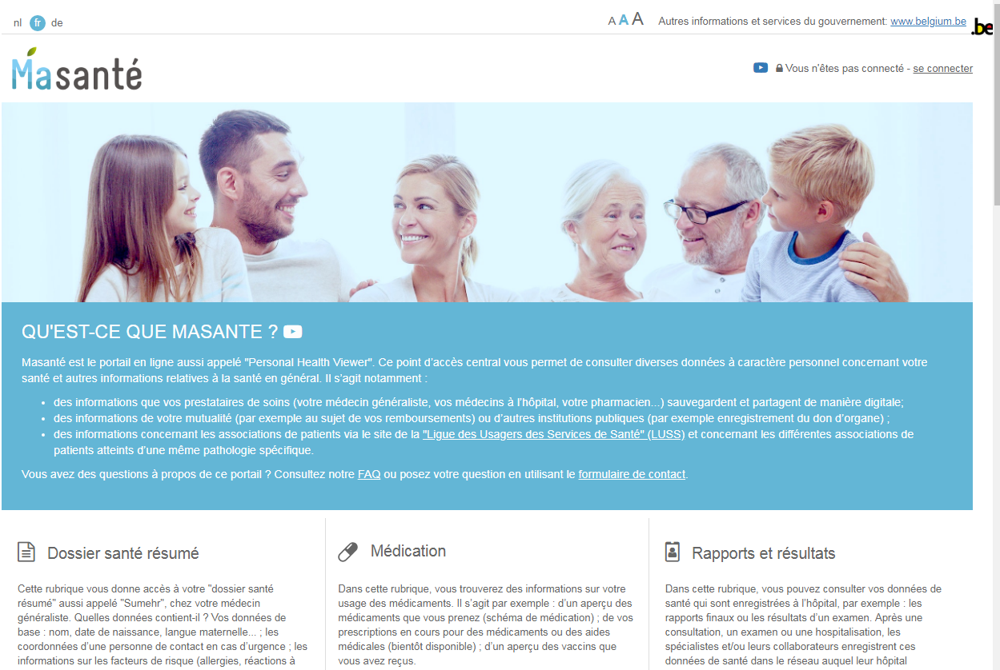 nl fr de
A A A Autres informations et services du gouvernement: www.belgium.be .be
Masanté
Vous n'êtes pas connecté - se connecter
QU'EST-CE QUE MASANTE ?
Masanté est le portail en ligne aussi appelé "Personal Health Viewer". Ce point d’accès central vous permet de consulter diverses données à caractère personnel concernant votre
santé et autres informations relatives à la santé en général. Il s'agit notamment :
• des informations que vos prestataires de soins (votre médecin généraliste, vos médecins à l’hôpital, votre pharmacien...) sauvegardent et partagent de manière digitale;
• des informations de votre mutualité (par exemple au sujet de vos remboursements) ou d’autres institutions publiques (par exemple enregistrement du don d’organe) ;
• des informations concernant les associations de patients via le site de la "Ligue des Usagers des Services de Santé" (LUSS) et concernant les différentes associations de
patients atteints d’une même pathologie spécifique.
Vous avez des questions à propos de ce portail ? Consultez notre FAQ ou posez votre question en utilisant le formulaire de contact.
Dossier santé résumé
Cette rubrique vous donne accès à votre "dossier santé
résumé" aussi appelé "Sumehr", chez votre médecin
généraliste. Quelles données contient-il ? Vos données de
base : nom, date de naissance, langue maternelle... ; les
coordonnées d’une personne de contact en cas d’urgence ; les
informations sur les facteurs de risque (allergies, réactions à
Médication
Dans cette rubrique, vous trouverez des informations sur votre
usage des médicaments. Il s’agit par exemple : d’un aperçu des
médicaments que vous prenez (schéma de médication) ; de vos
prescriptions en cours pour des médicaments ou des aides
médicales (bientôt disponible) ; d’un aperçu des vaccins que
vous avez reçus.
Rapports et résultats
Dans cette rubrique, vous pouvez consulter vos données de
santé qui sont enregistrées à l’hôpital, par exemple : les
rapports finaux ou les résultats d’un examen. Après une
consultation, un examen ou une hospitalisation, les
spécialistes et/ou leurs collaborateurs enregistrent ces
données de santé dans le réseau auquel leur hôpital